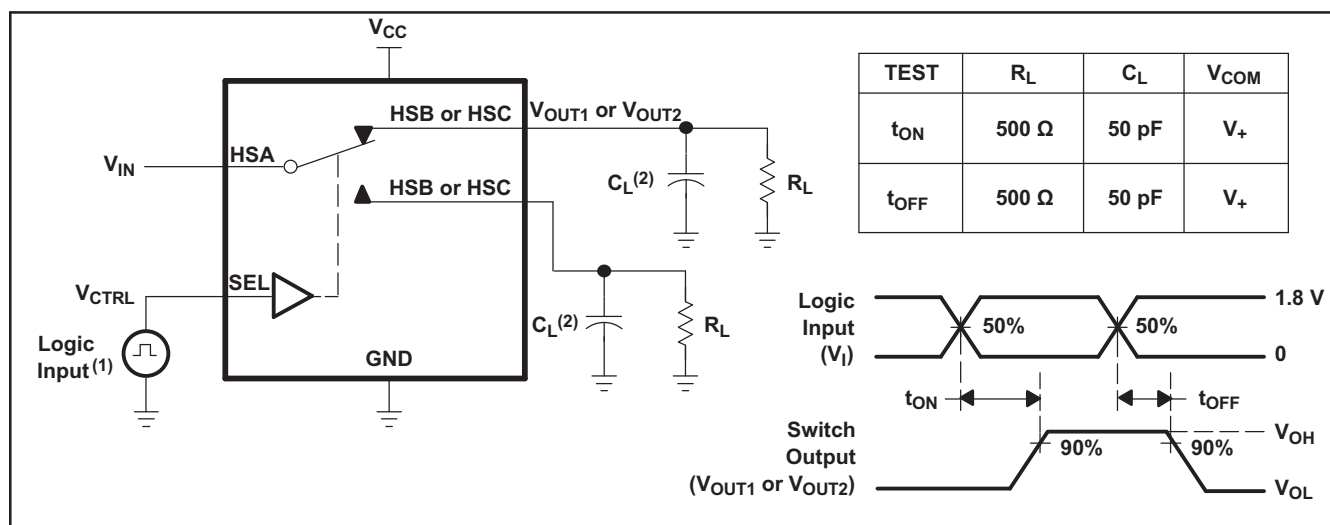 VCC
HSB or HSC
VOUT1 or VOUT2
VIN
HSA
CL(2)
RL
HSB or HSC
VCTRL
SEL
CL(2)
RL
Logic
Input(1)
GND
TEST RL CL VCOM
tON 500 Ω 50 pF V+
tOFF 500 Ω 50 pF V+
Logic
Input
(VI)
50%
50%
1.8 V
0
tON
tOFF
Switch
Output
(VOUT1 or VOUT2)
90%
90%
VOH
VOL